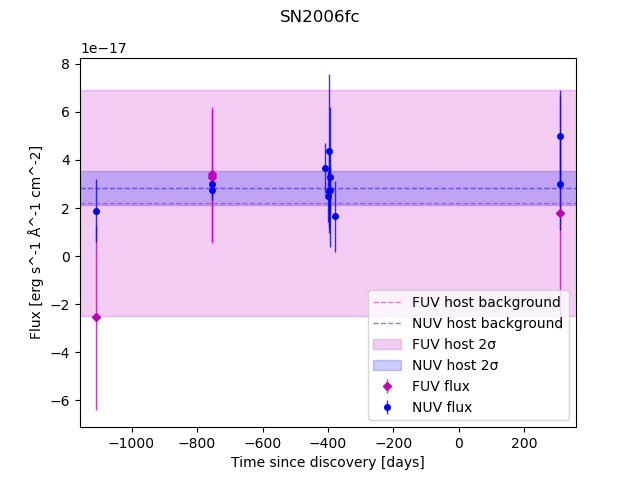 SN2006fc
1e−17
8
6
4
2
0
−2
−4
−6
Flux [erg s^-1 Å^-1 cm^-2]
FUV host background
NUV host background
FUV host 2σ
NUV host 2σ
FUV flux
NUV flux
−1000 −800 −600 −400 −200 0 200
Time since discovery [days]